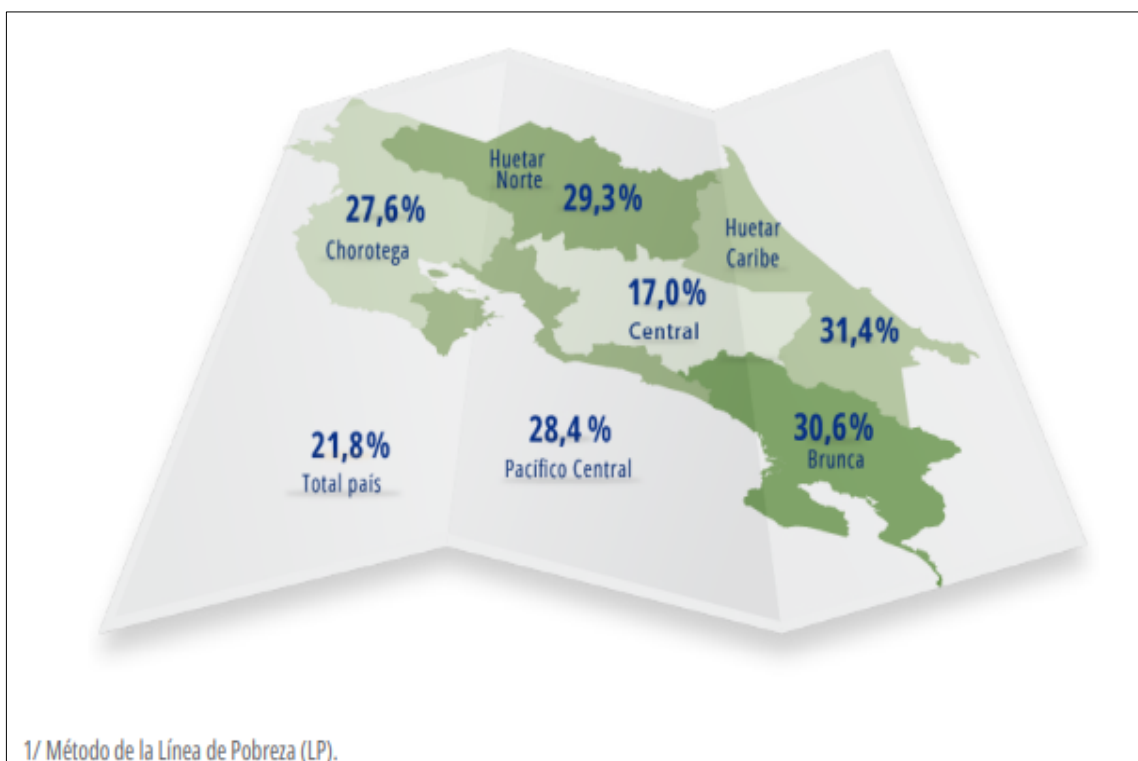 Huetar
Norte
29,3%
27,6%
Chorotega
Huetar
Caribe
17,0%
Central
31,4%
21,8%
Total país
28,4 %
Pacífico Central
30,6%
Brunca
1/ Método de la Línea de Pobreza (LP).